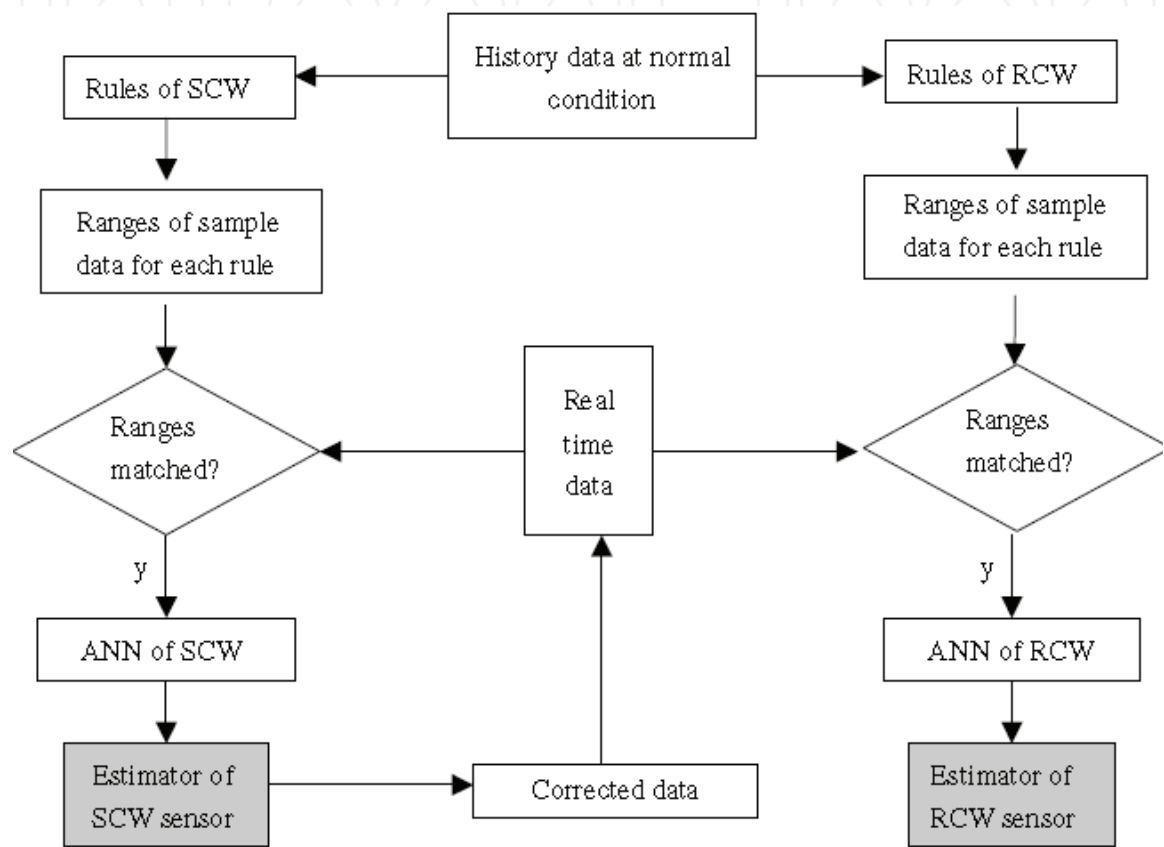 History data at normal
condition
Rules of SCW
Rules of RCW
Ranges of sample
data for each rule
Ranges of sample
data for each rule
Ranges
matched?
Real
time
data
Ranges
matched?
y
y
ANN of SCW
ANN of RCW
Estimator of
SCW sensor
Corrected data
Estimator of
RCW sensor